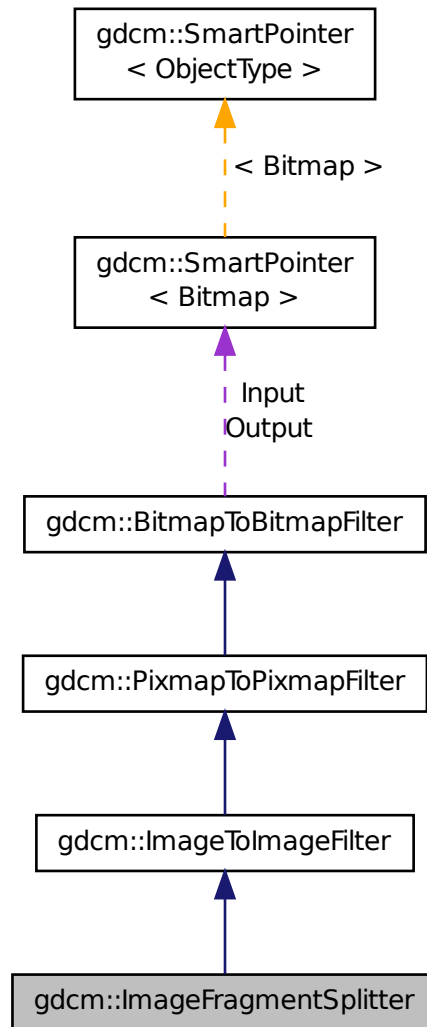 gdcm::SmartPointer
< ObjectType >
< Bitmap >
gdcm::SmartPointer
< Bitmap >
Input
Output
gdcm::BitmapToBitmapFilter
gdcm::PixmapToPixmapFilter
gdcm::ImageToImageFilter
gdcm::ImageFragmentSplitter